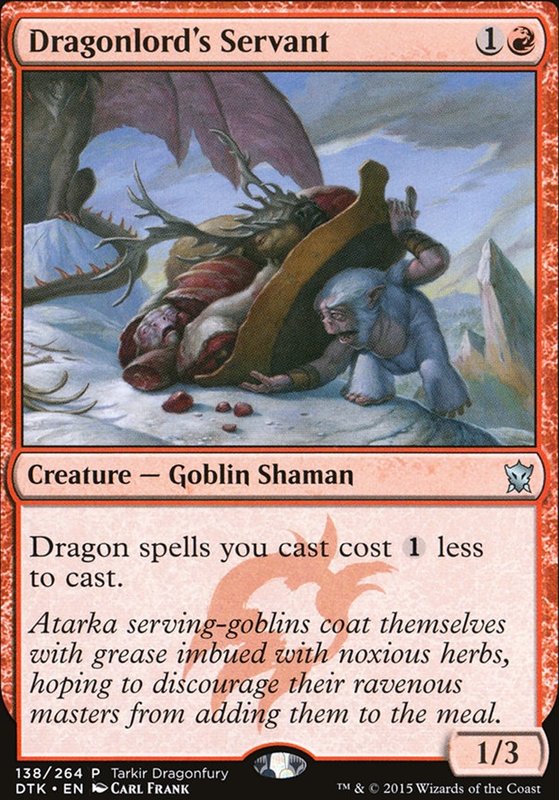 Dragonlord's Servant 1
Creature — Goblin Shaman
Dragon spells you cast cost 1 less
to cast.
Atarka serving-goblins coat themselves
with grease imbued with noxious herbs,
hoping to discourage their ravenous
masters from adding them to the meal.
1/3
138/264 P Tarkir Dragonfury
DTK • EN Carl Frank
™ & © 2015 Wizards of the Coast